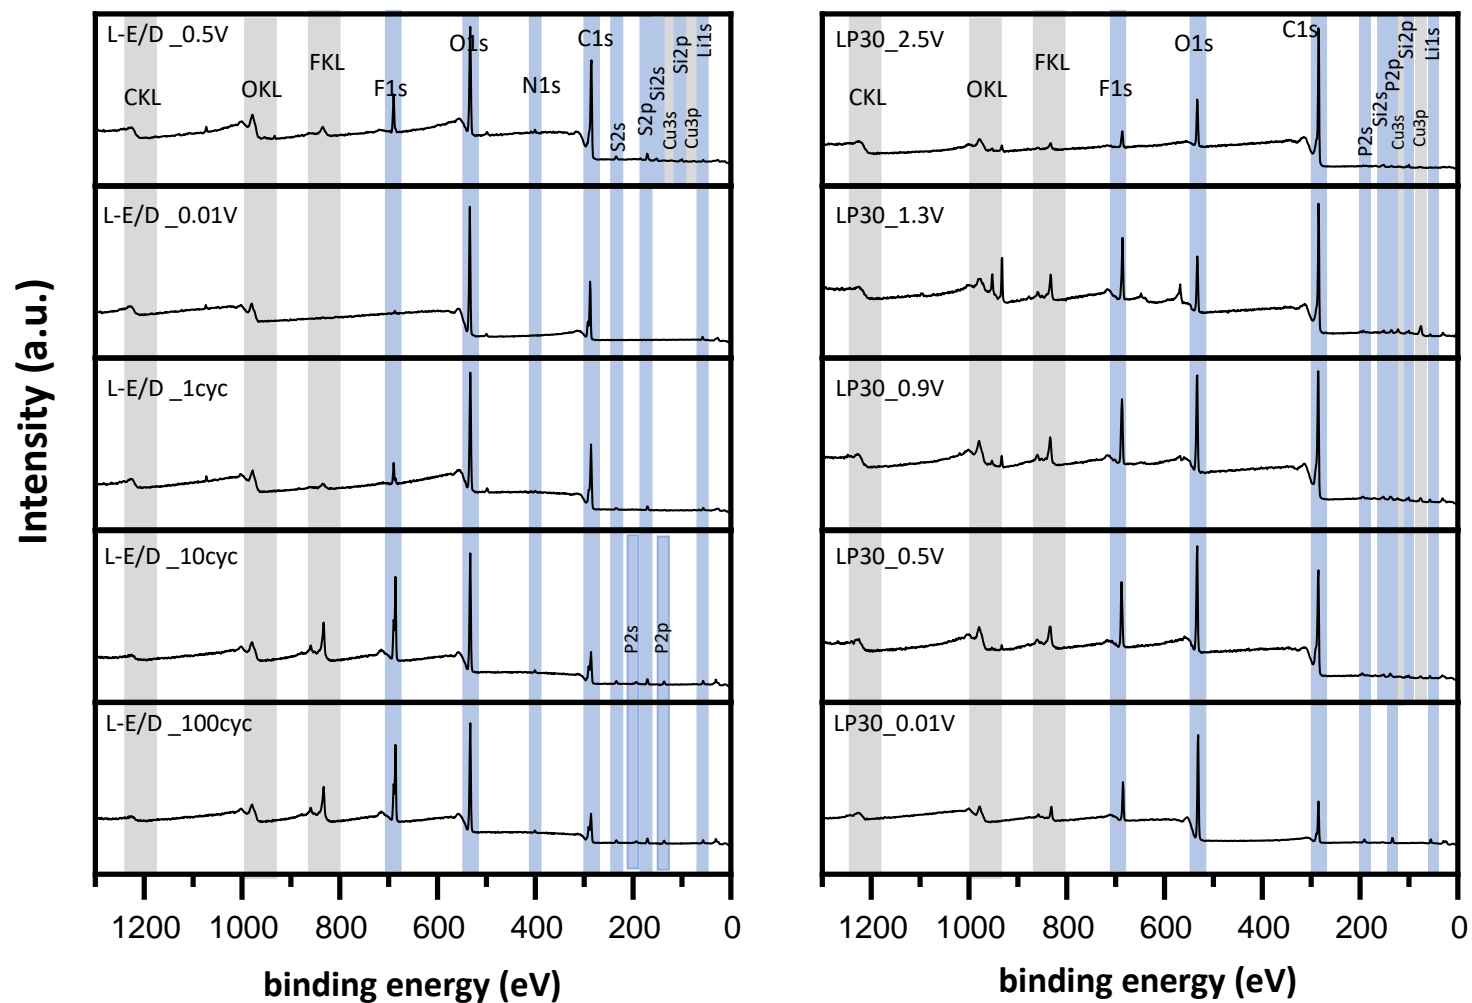 Intensity (a.u.)
L-E/D _0.5V
CKL
OKL
FKL
F1s
O1s
N1s
C1s
S2s
S2p
Si2s
Cu3s
Si2p
Cu3p
Li1s
L-E/D _0.01V
L-E/D _1cyc
L-E/D _10cyc
P2s
P2p
L-E/D _100cyc
1200 1000 800 600 400 200 0
binding energy (eV)
LP30_2.5V
CKL
OKL
FKL
F1s
O1s
C1s
P2s
Si2s
P2p
Cu3s
Si2p
Cu3p
Li1s
LP30_1.3V
LP30_0.9V
LP30_0.5V
LP30_0.01V
1200 1000 800 600 400 200 0
binding energy (eV)